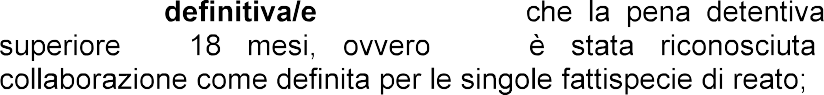 definitiva/e che la pena detentiva
superiore 18 mesi, ovvero è stata riconosciuta
collaborazione come definita per le singole fattispecie di reato;